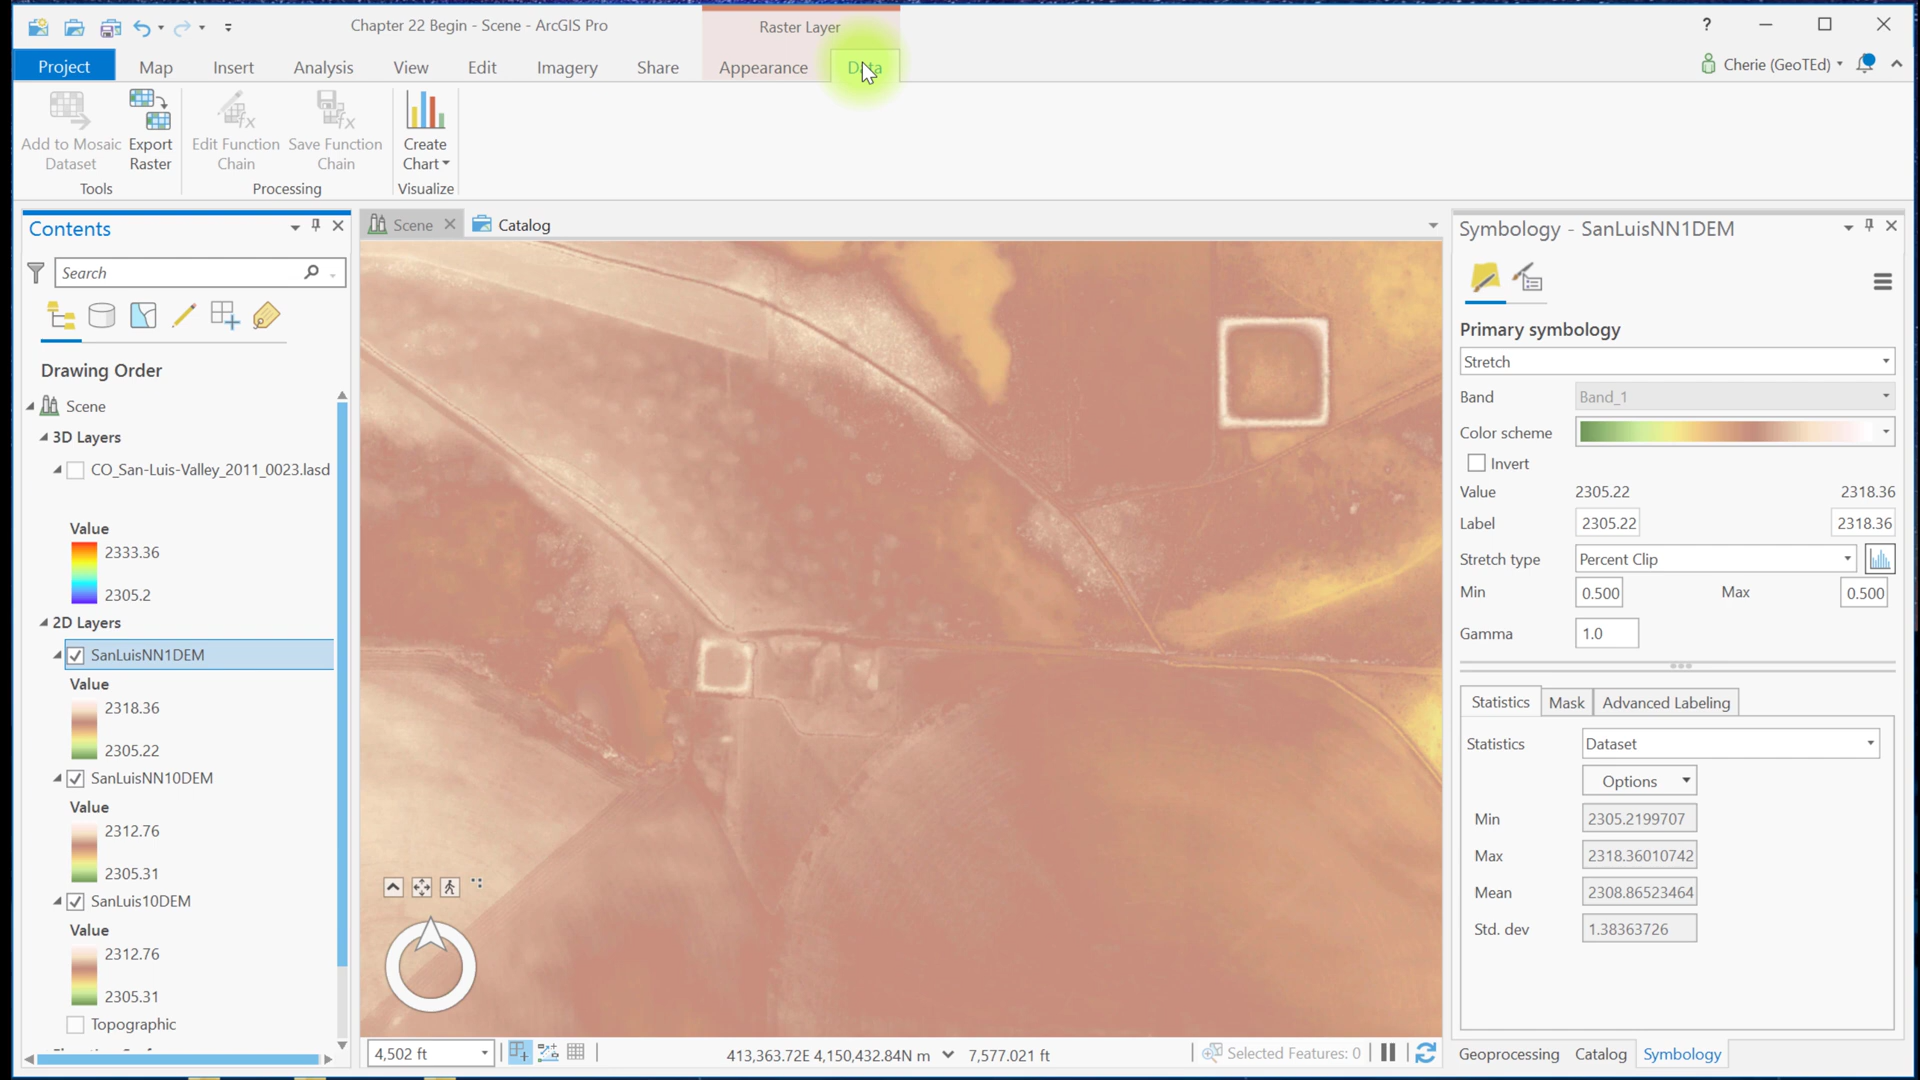 Chapter 22 Begin - Scene - ArcGIS Pro
Raster Layer
?
Project
Map
Insert
Analysis
View
Edit
Imagery
Share
Appearance
Data
Cherie (GeoTEd)
Add to Mosaic
Dataset
Export
Raster
Edit Function
Chain
Save Function
Chain
Create
Chart
Tools
Processing
Visualize
Contents
Search
Drawing Order
Scene
3D Layers
CO_San-Luis-Valley_2011_0023.lasd
Value
2333.36
2305.2
2D Layers
SanLuisNN1DEM
Value
2318.36
2305.22
SanLuisNN10DEM
Value
2312.76
2305.31
SanLuis10DEM
Value
2312.76
2305.31
Topographic
Scene
Catalog
4,502 ft
413,363.72E 4,150,432.84N m
7,577.021 ft
Selected Features: 0
Symbology - SanLuisNN1DEM
Primary symbology
Stretch
Band
Band_1
Color scheme
Invert
Value
2305.22
2318.36
Label
2305.22
2318.36
Stretch type
Percent Clip
Min
0.500
Max
0.500
Gamma
1.0
Statistics
Mask
Advanced Labeling
Statistics
Dataset
Options
Min
2305.2199707
Max
2318.36010742
Mean
2308.86523464
Std. dev
1.38363726
Geoprocessing
Catalog
Symbology